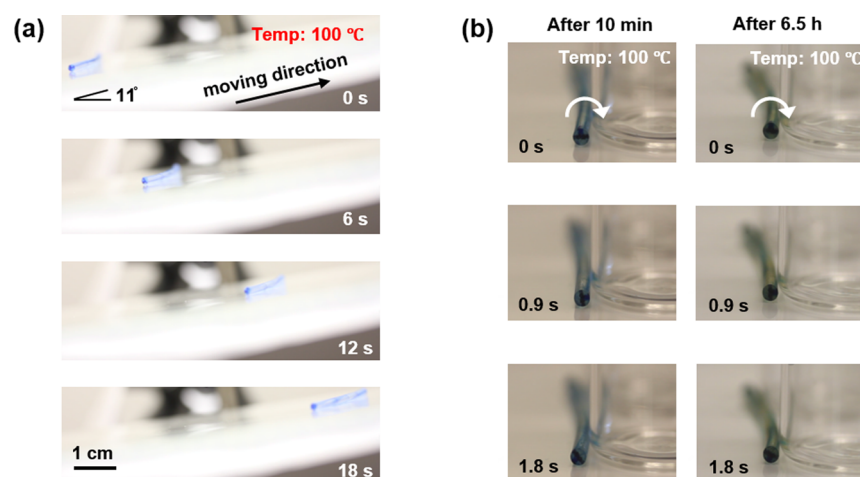 (a)
Temp: 100 ℃
moving direction
11°
0 s
6 s
12 s
1 cm
18 s
(b)
After 10 min
After 6.5 h
Temp: 100 ℃
Temp: 100 ℃
0 s
0 s
0.9 s
0.9 s
1.8 s
1.8 s